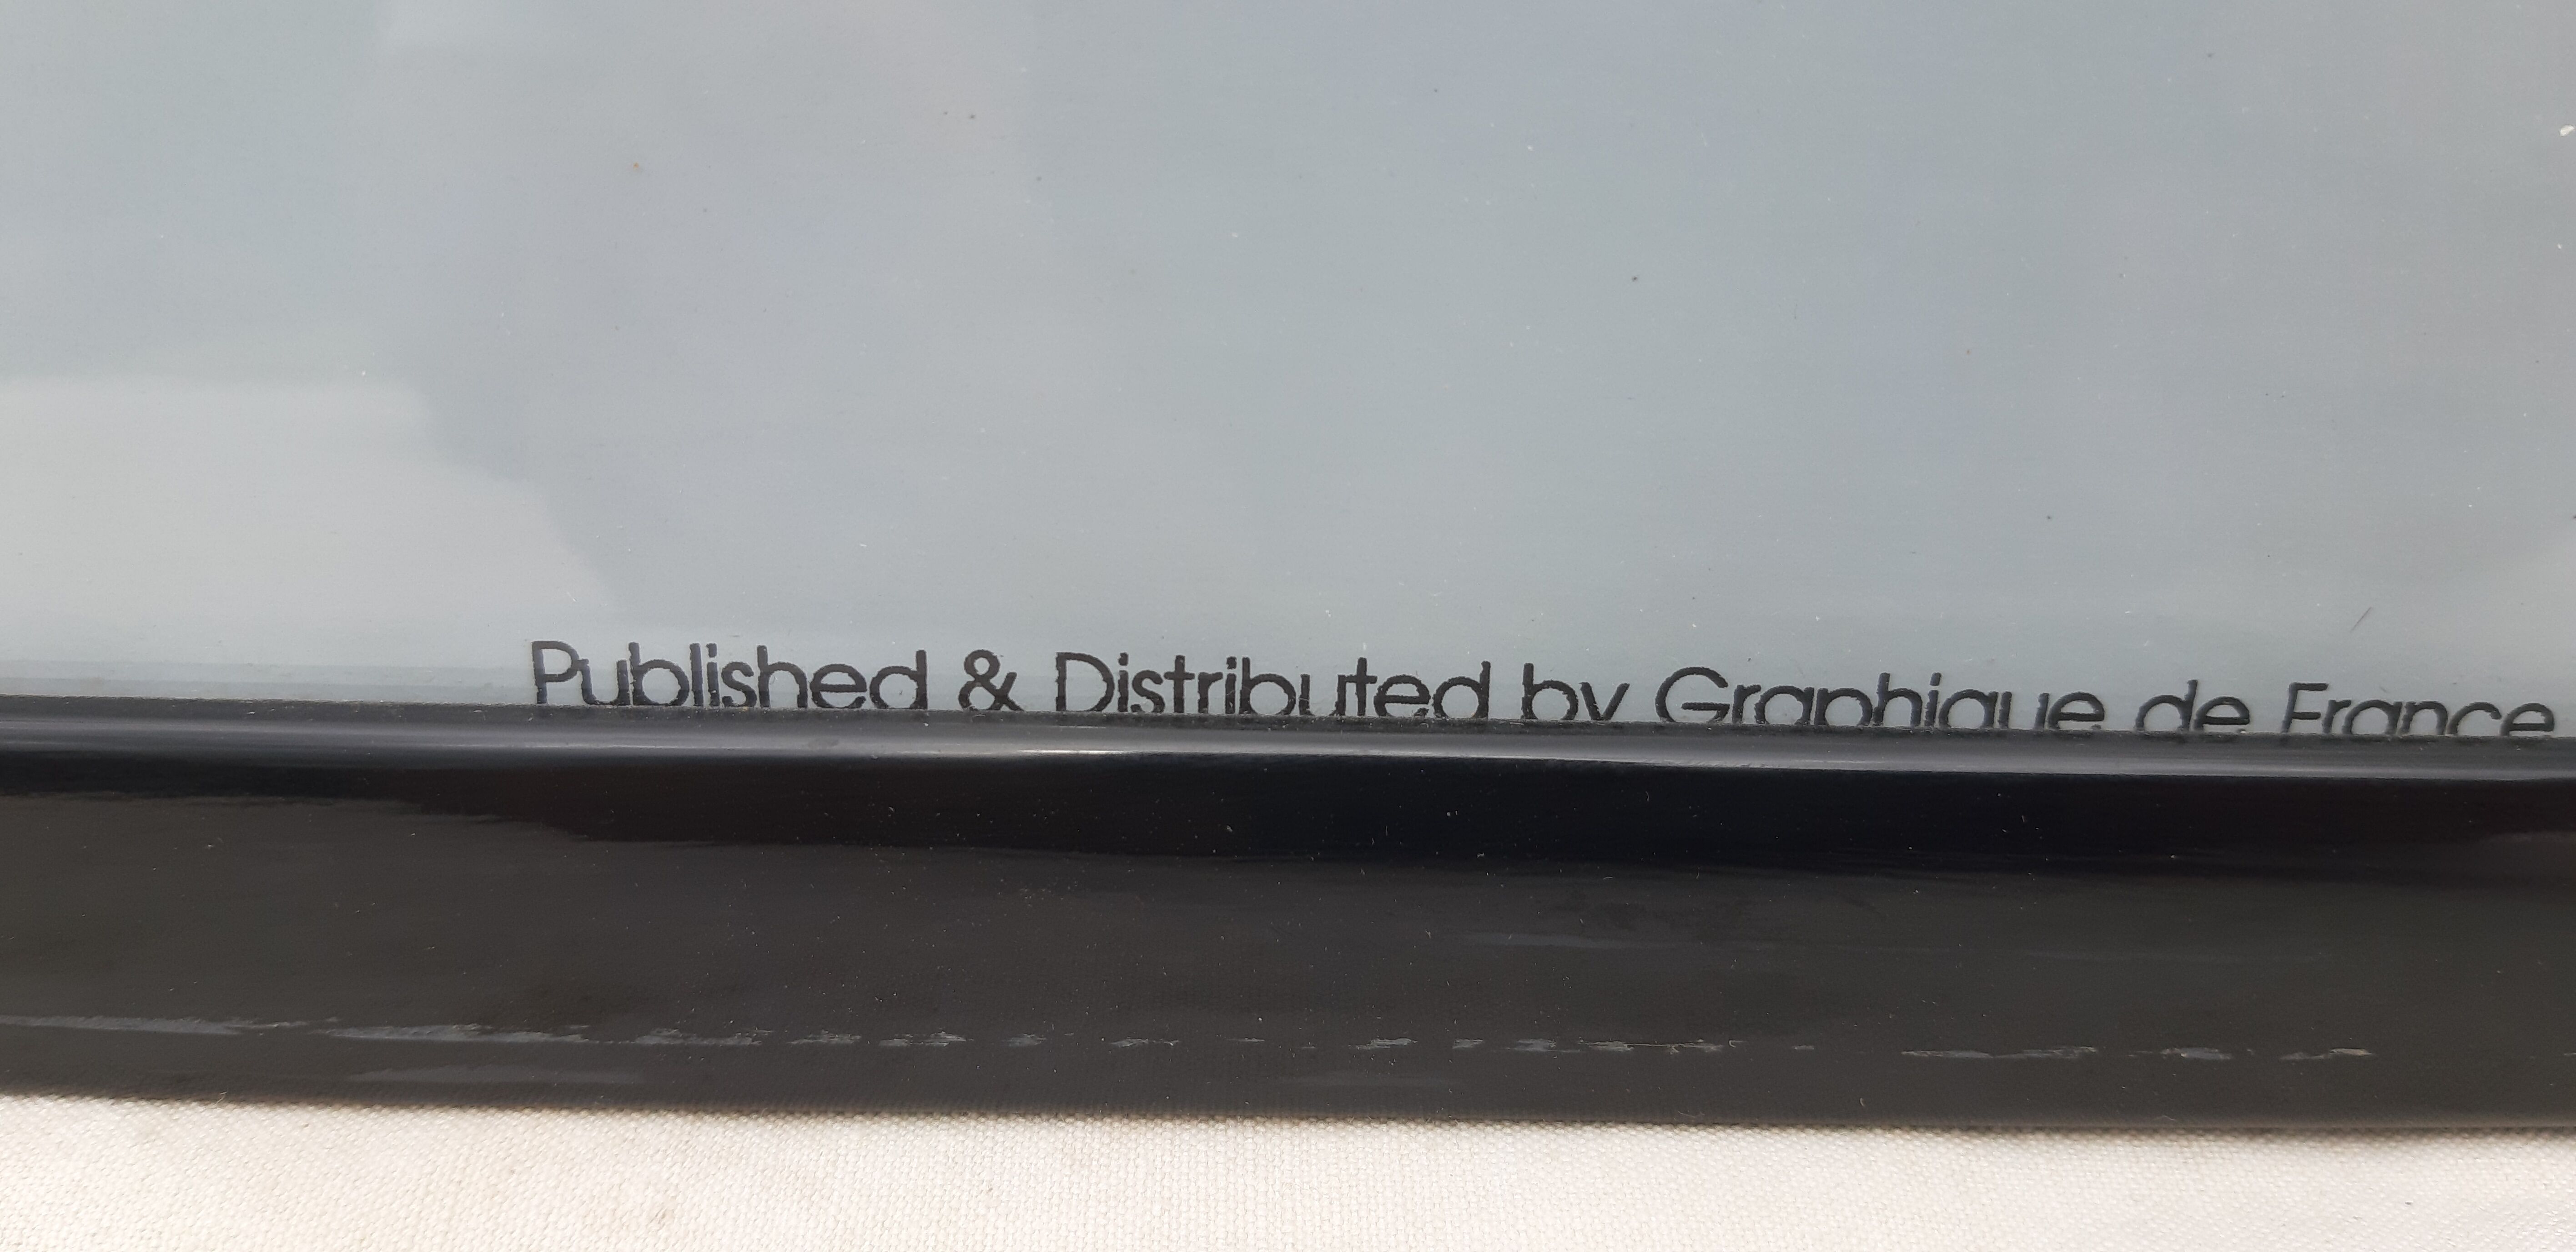 Published & Distributed by Graphique de France